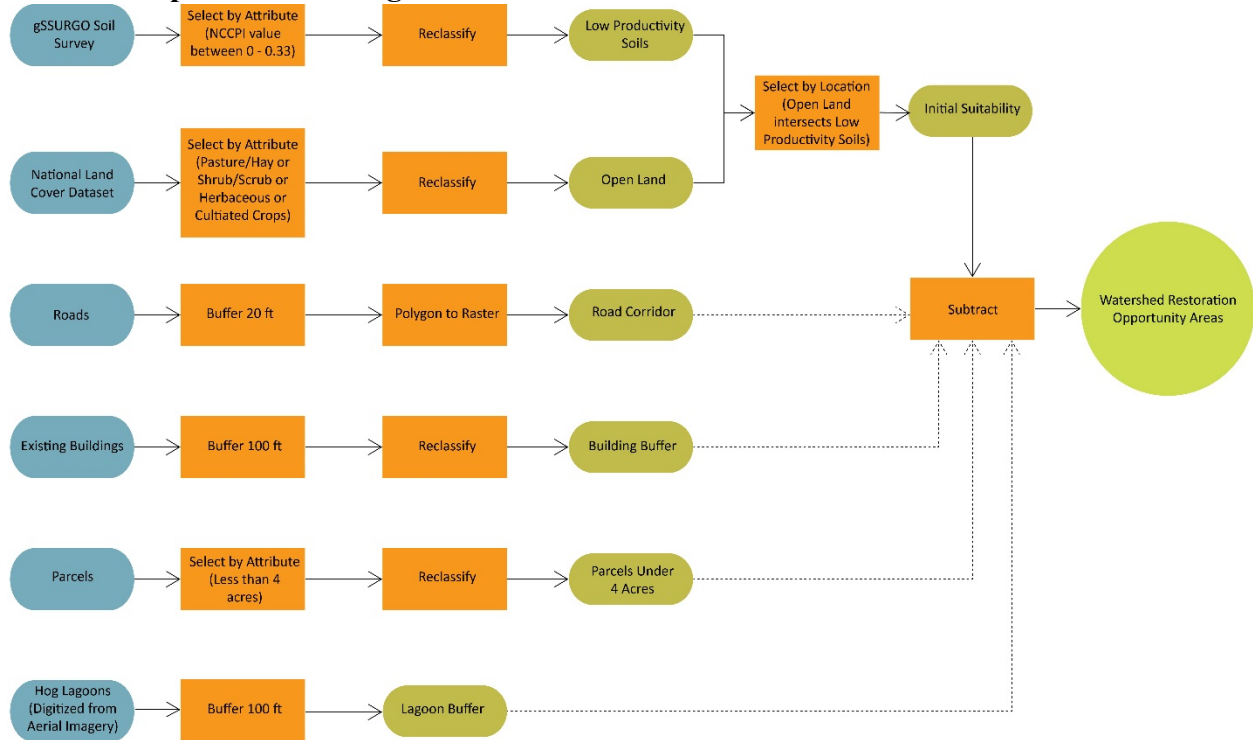 gSSURGO Soil
Survey
Select by Attribute
(NCCPI value
between 0 - 0.33)
Reclassify
Low Productivity
Soils
Select by Location
(Open Land
intersects Low
Productivity Soils)
Initial Suitability
National Land
Cover Dataset
Select by Attribute
(Pasture/Hay or
Shrub/Scrub or
Herbaceous or
Cultiated Crops)
Reclassify
Open Land
Roads
Buffer 20 ft
Polygon to Raster
Road Corridor
Subtract
Watershed Restoration
Opportunity Areas
Existing Buildings
Buffer 100 ft
Reclassify
Building Buffer
Parcels
Select by Attribute
(Less than 4
acres)
Reclassify
Parcels Under
4 Acres
Hog Lagoons
(Digitized from
Aerial Imagery)
Buffer 100 ft
Lagoon Buffer